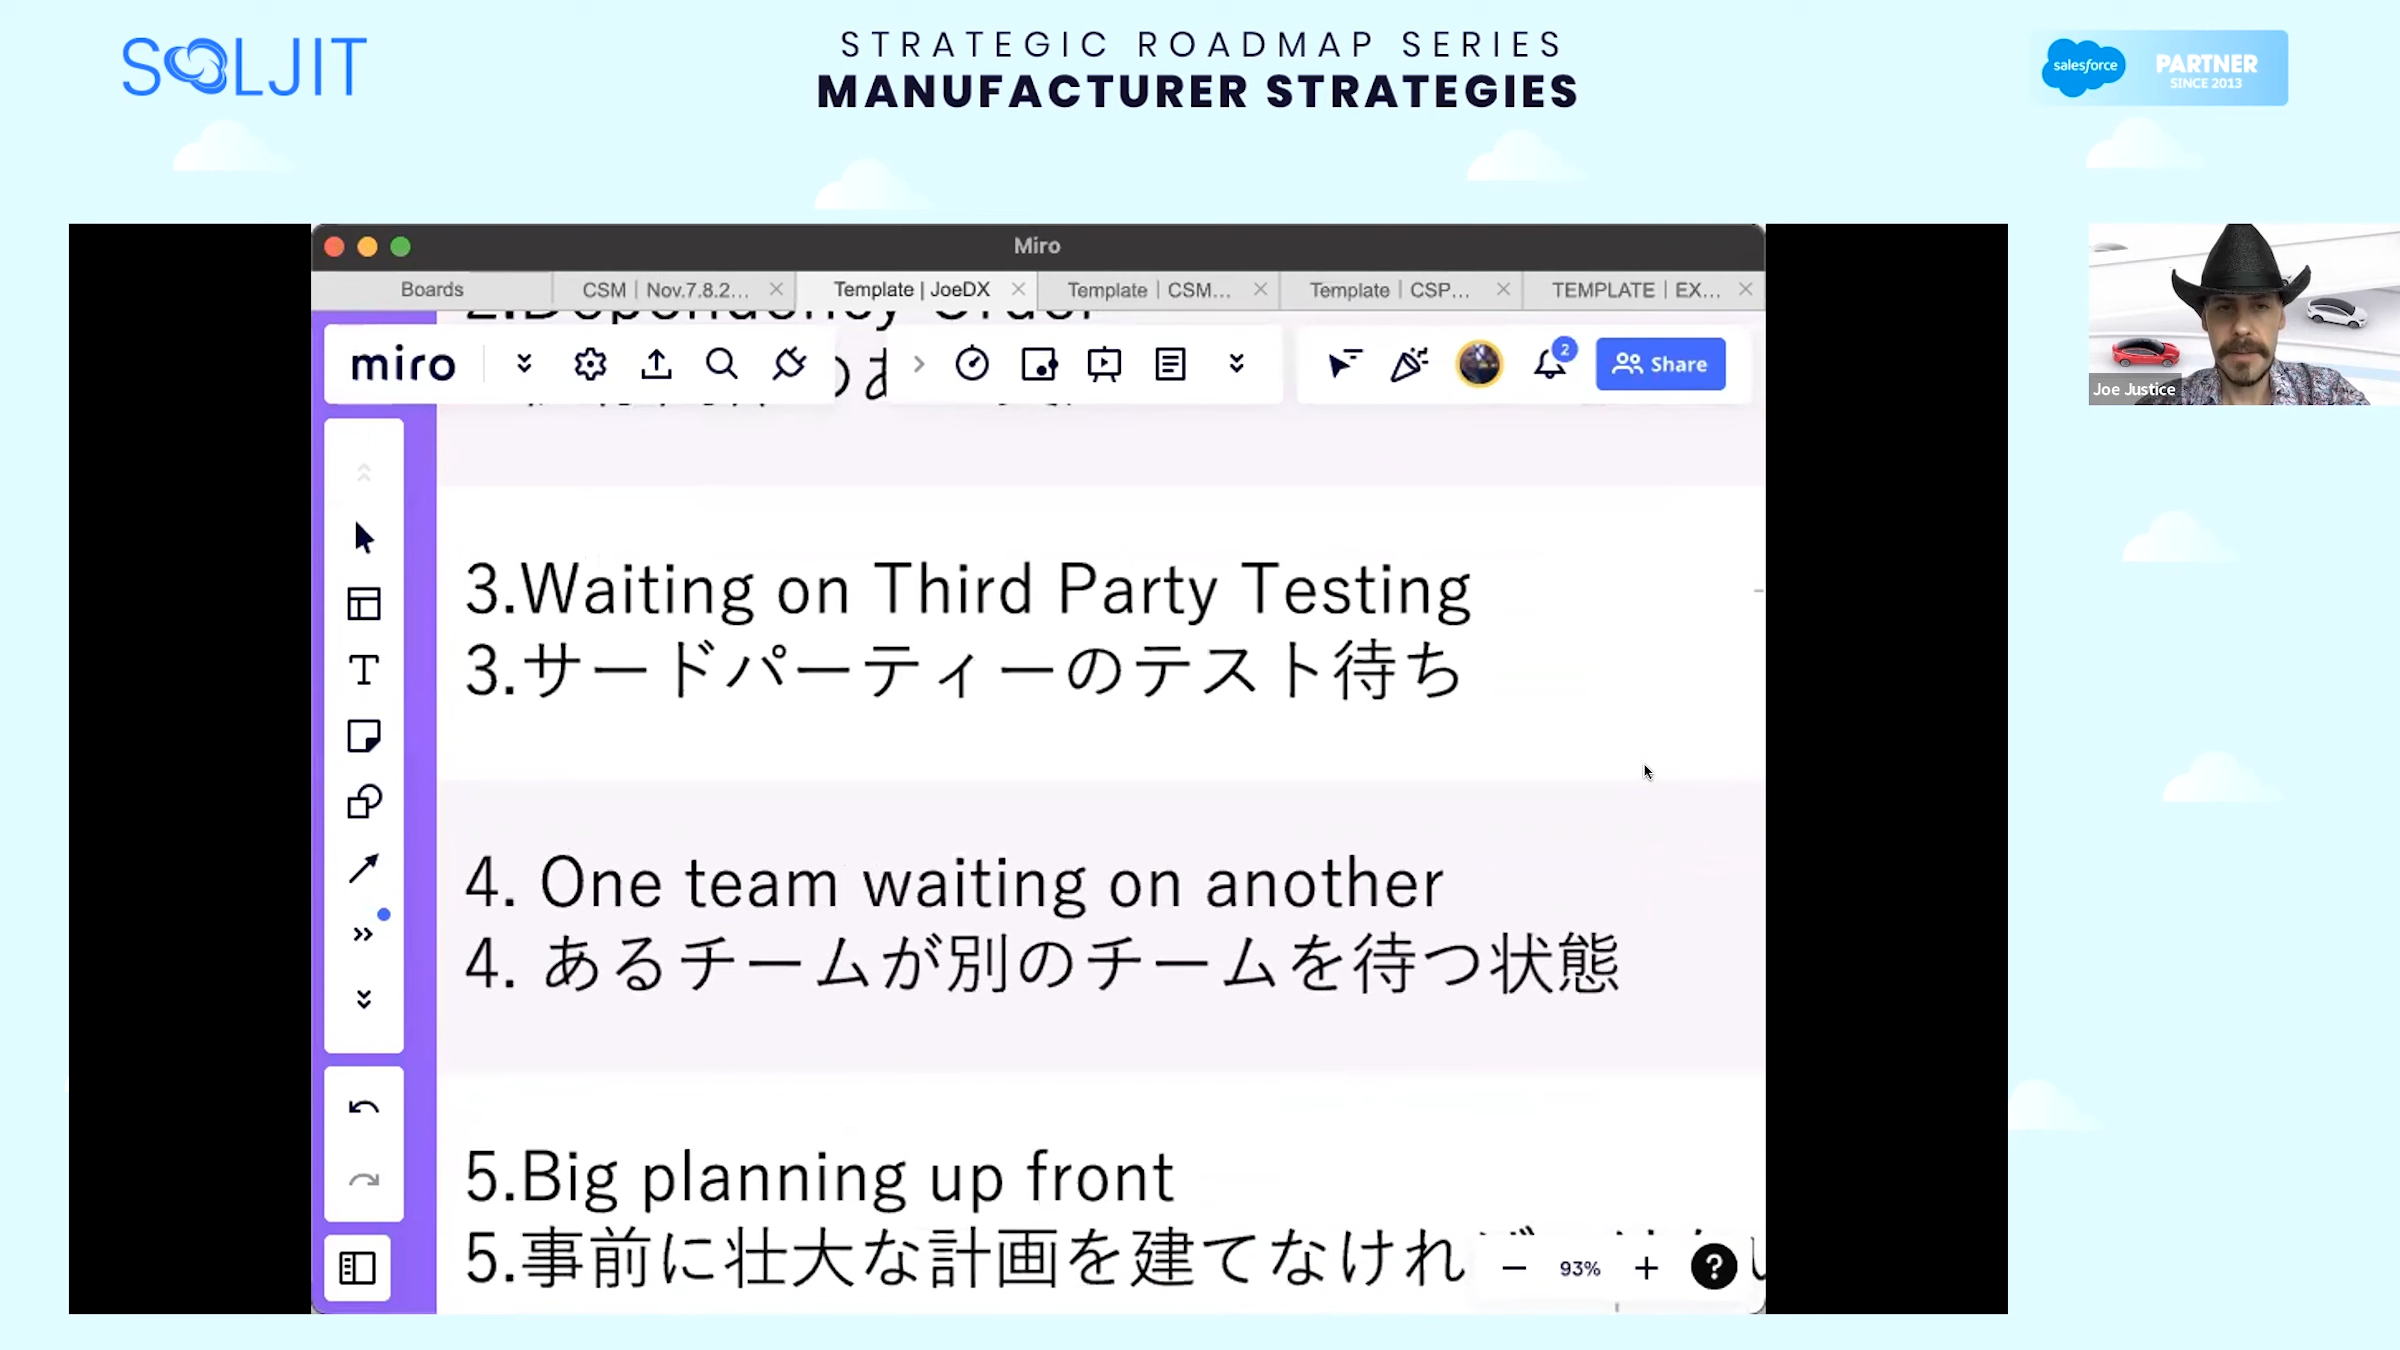 SOLJIT
STRATEGIC ROADMAP SERIES
MANUFACTURER STRATEGIES
salesforce
PARTNER
SINCE 2013
Miro
Boards
CSM | Nov.7.8.2...
Template | JoeDX
Template | CSM...
Template | CSP...
TEMPLATE | EX...
2.Dependency Order
miro
2
Share
Joe Justice
3.Waiting on Third Party Testing
3.サードパーティーのテスト待ち
4. One team waiting on another
4. あるチームが別のチームを待つ状態
5.Big planning up front
5.事前に壮大な計画を建てなけれ
93%